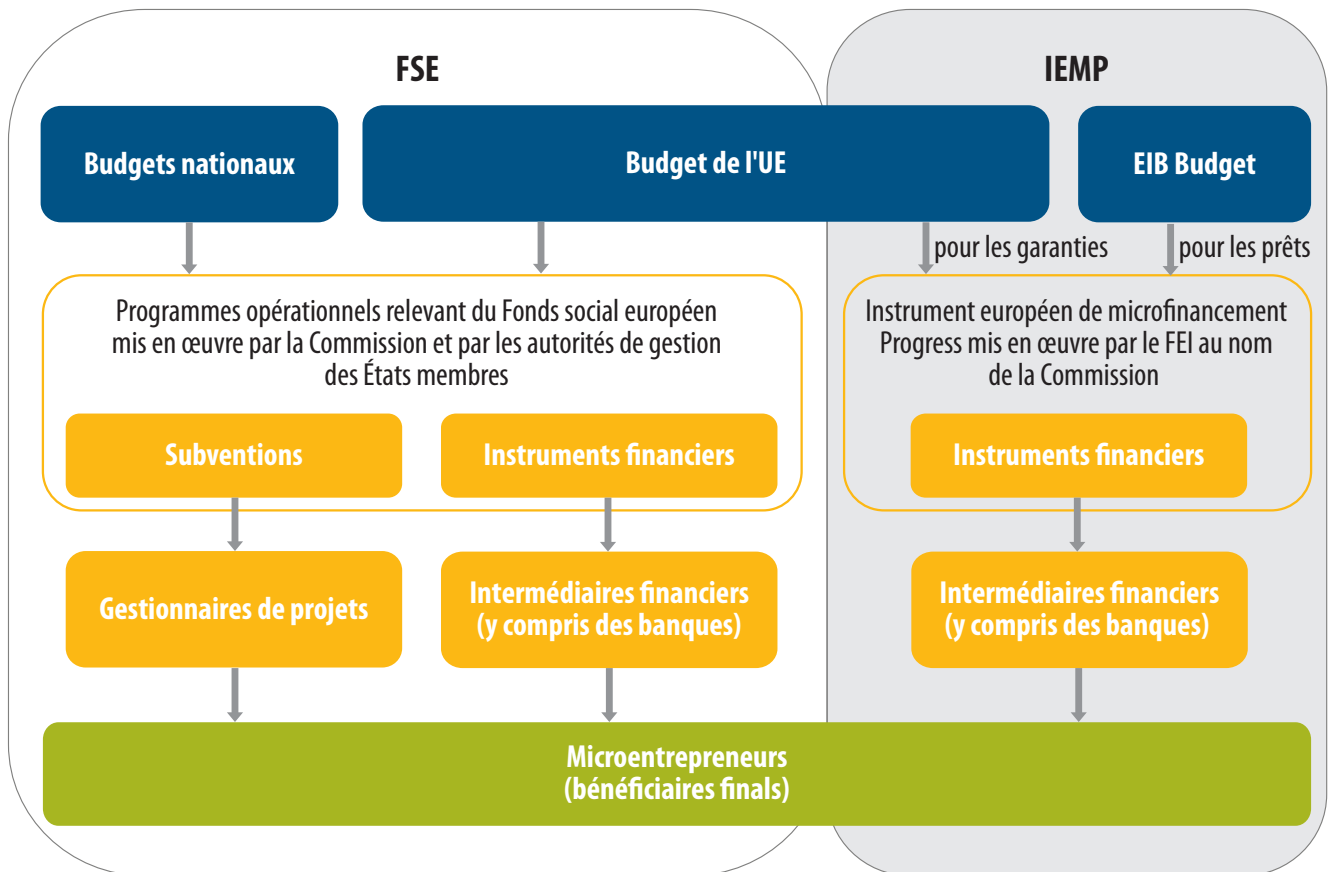 FSE
IEMP
Budgets nationaux
Budget de l'UE
EIB Budget
pour les garanties
pour les prêts
Programmes opérationnels relevant du Fonds social européen
mis en œuvre par la Commission et par les autorités de gestion
des États membres
Instrument européen de microfinancement
Progress mis en œuvre par le FEI au nom
de la Commission
Subventions
Instruments financiers
Instruments financiers
Gestionnaires de projets
Intermédiaires financiers
(y compris des banques)
Intermédiaires financiers
(y compris des banques)
Microentrepreneurs
(bénéficiaires finals)